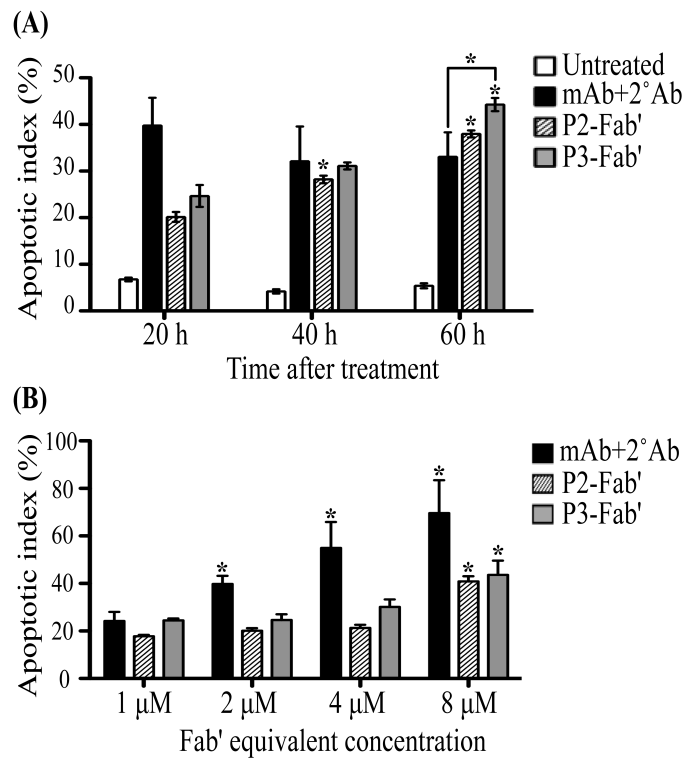 (A)
Apoptotic index (%)
50
40
30
20
10
0
*
*
*
*
20 h
40 h
60 h
Time after treatment
Untreated
mAb+2°Ab
P2-Fab'
P3-Fab'
(B)
Apoptotic index (%)
100
80
60
40
20
0
*
*
*
*
*
1 µM
2 µM
4 µM
8 µM
Fab' equivalent concentration
mAb+2°Ab
P2-Fab'
P3-Fab'